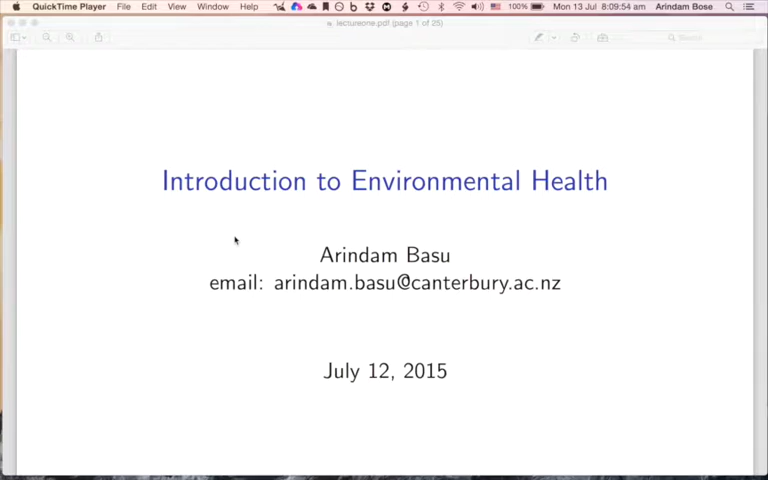 QuickTime Player File Edit View Window Help 100% Mon 13 Jul 8:09:54 am Arindam Bose
lectureone.pdf (page 1 of 25)
Search
Introduction to Environmental Health
Arindam Basu
email: arindam.basu@canterbury.ac.nz
July 12, 2015